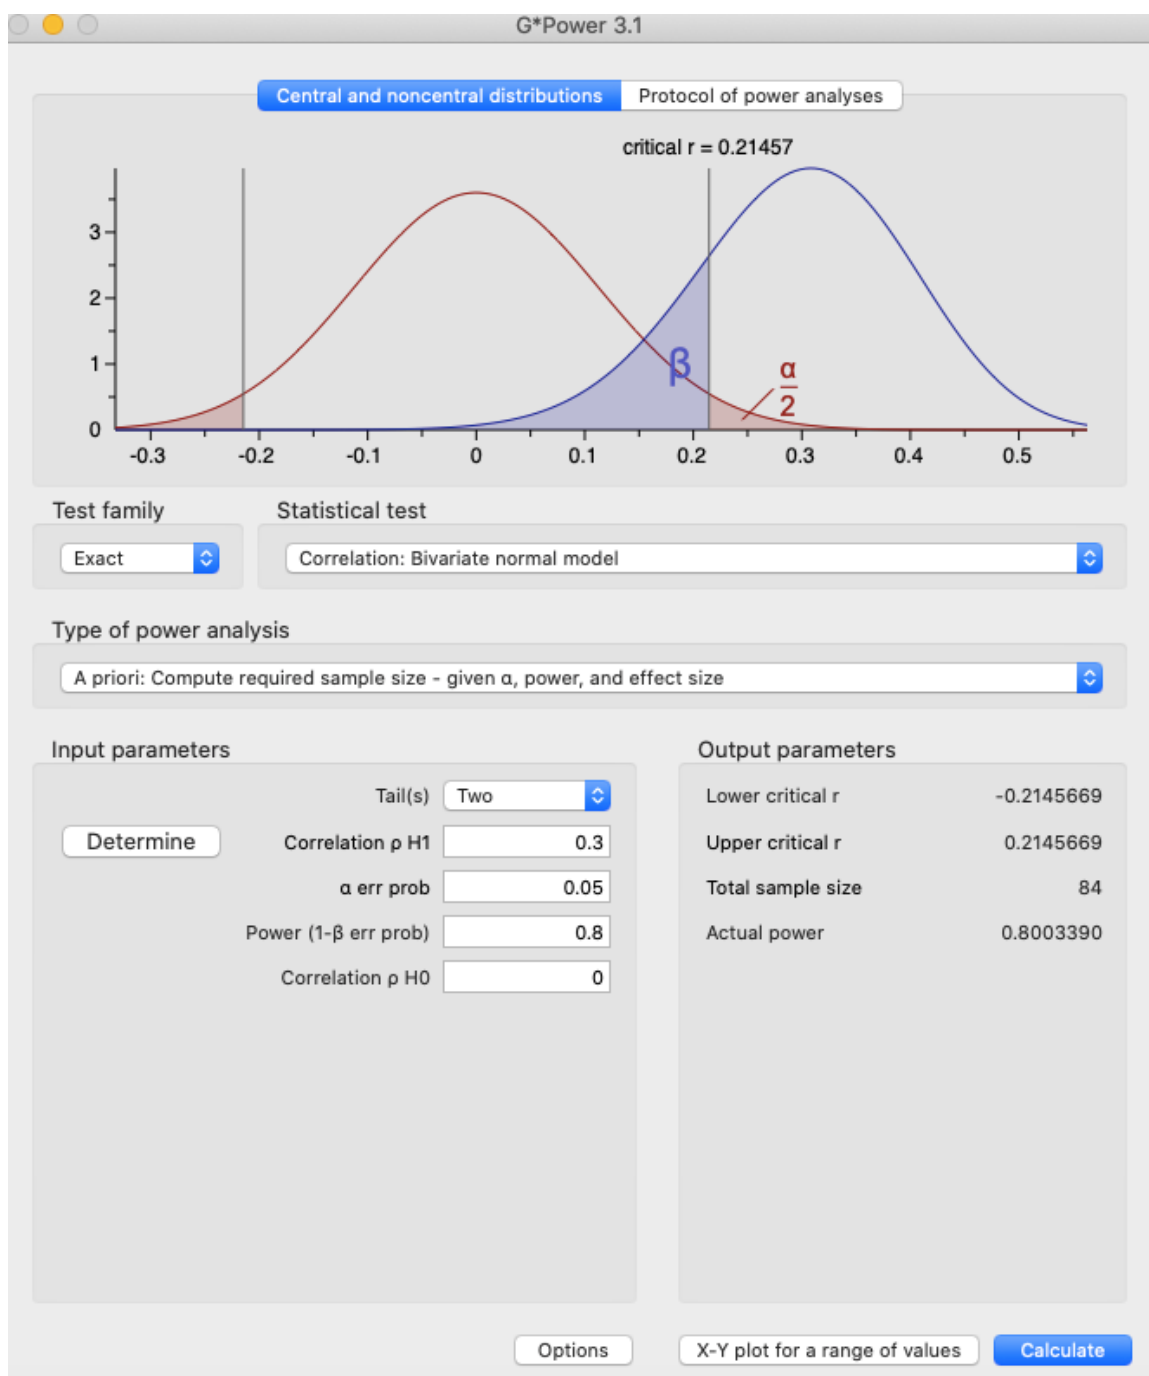 G*Power 3.1
Central and noncentral distributions Protocol of power analyses
critical r = 0.21457
3
2
1
0
β
α
2
-0.3 -0.2 -0.1 0 0.1 0.2 0.3 0.4 0.5
Test family Statistical test
Exact Correlation: Bivariate normal model
Type of power analysis
A priori: Compute required sample size - given α, power, and effect size
Input parameters Output parameters
Tail(s) Two Lower critical r -0.2145669
Determine Correlation ρ H1 0.3 Upper critical r 0.2145669
α err prob 0.05 Total sample size 84
Power (1-β err prob) 0.8 Actual power 0.8003390
Correlation ρ H0 0
Options X-Y plot for a range of values Calculate